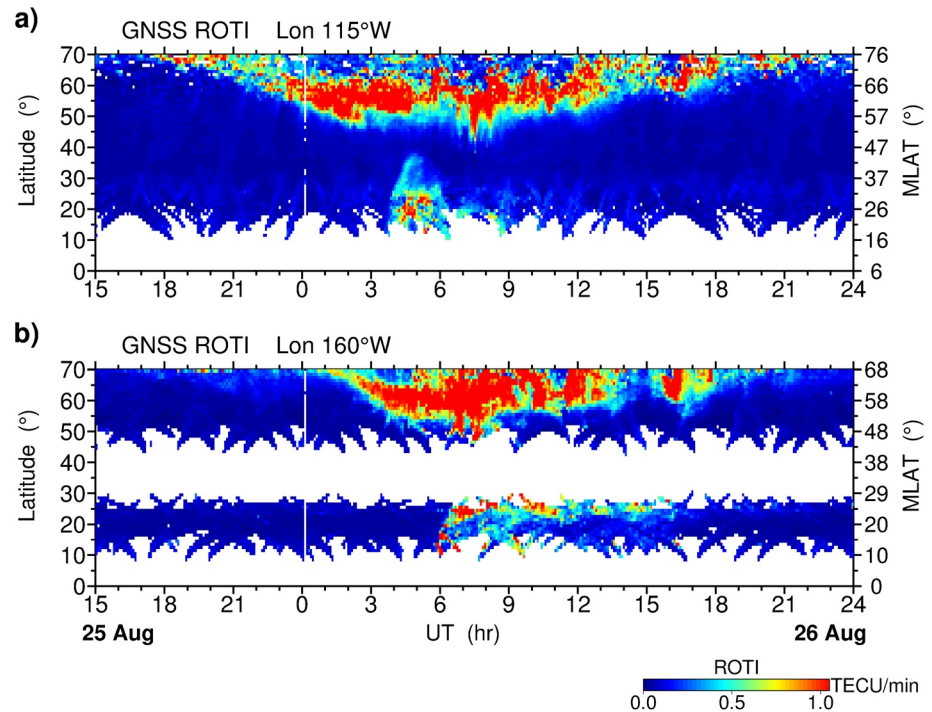 a)
GNSS ROTI Lon 115°W
70 60 50 40 30 20 10 0
Latitude (°)
76 66 57 47 37 26 16 6
MLAT (°)
15 18 21 0 3 6 9 12 15 18 21 24
b)
GNSS ROTI Lon 160°W
70 60 50 40 30 20 10 0
Latitude (°)
68 58 48 38 29 20 10 0
MLAT (°)
15 18 21 0 3 6 9 12 15 18 21 24
25 Aug UT (hr) 26 Aug
ROTI
TECU/min
0.0 0.5 1.0